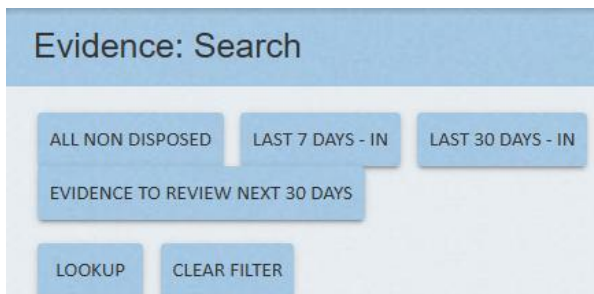 Evidence: Search
ALL NON DISPOSED LAST 7 DAYS - IN LAST 30 DAYS - IN
EVIDENCE TO REVIEW NEXT 30 DAYS
LOOKUP CLEAR FILTER